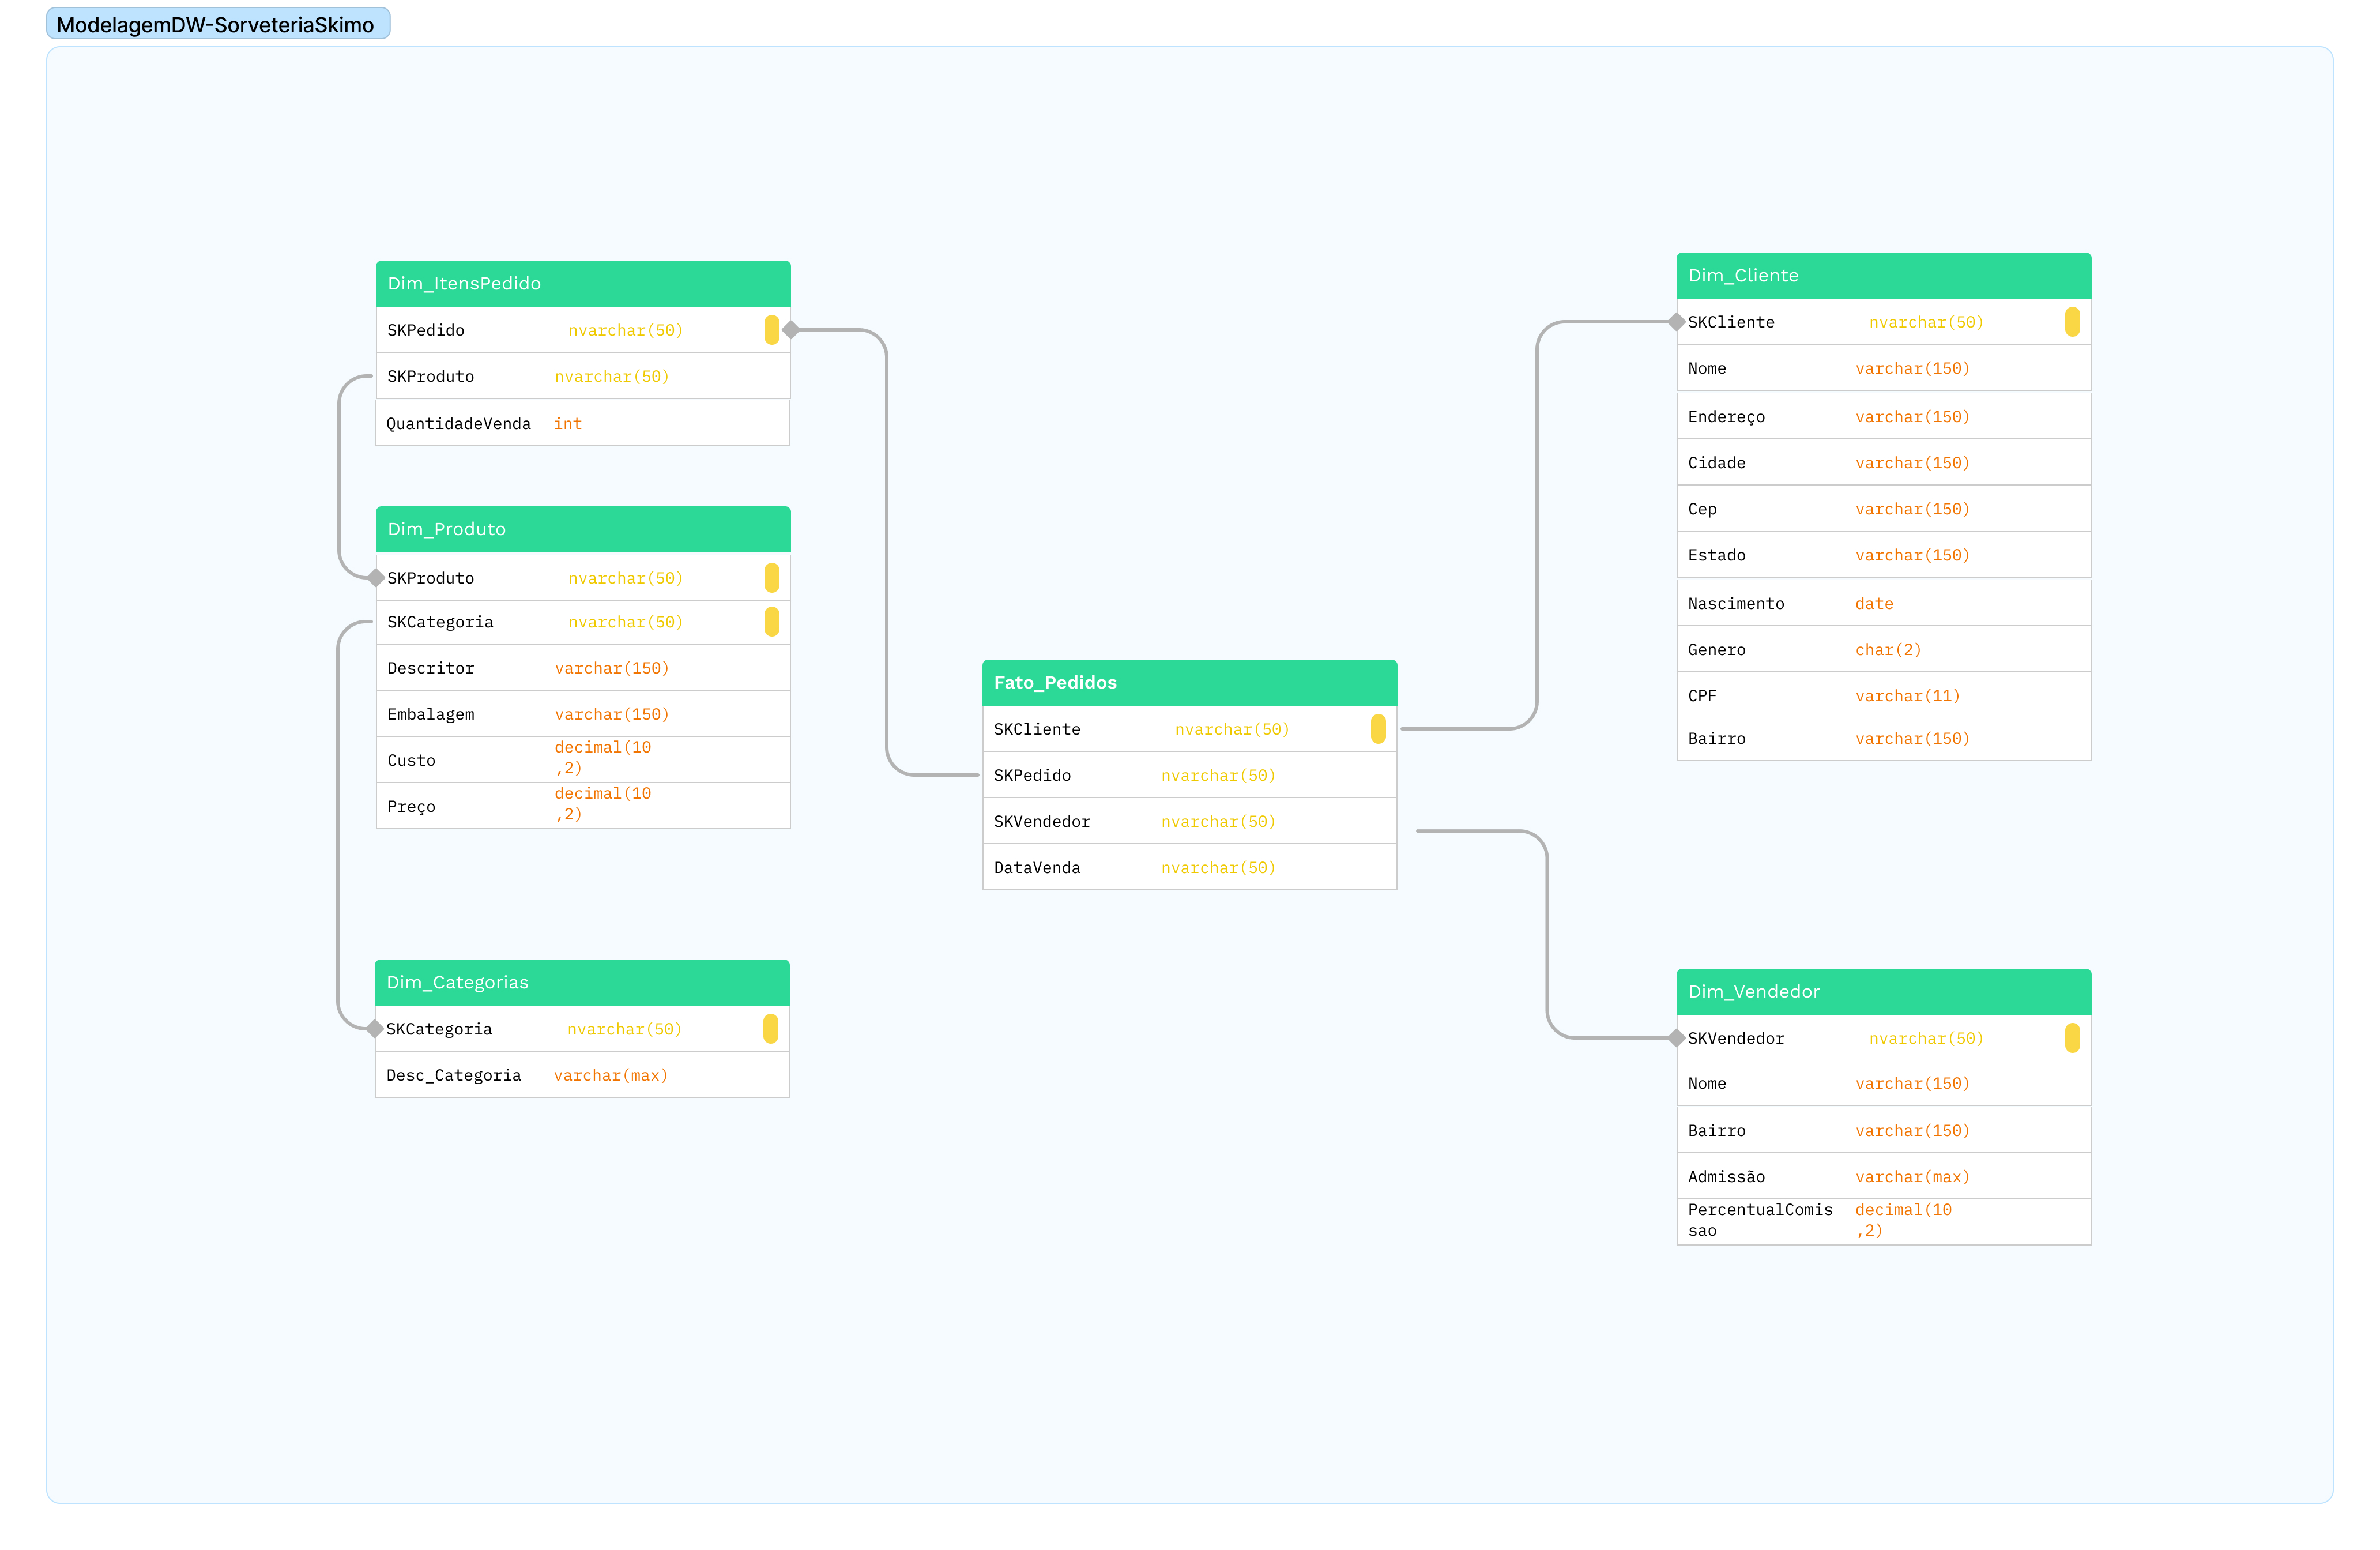 ModelagemDW-SorveteriaSkimo
Dim_ItensPedido
SKPedido nvarchar(50)
SKProduto nvarchar(50)
QuantidadeVenda int
Dim_Produto
SKProduto nvarchar(50)
SKCategoria nvarchar(50)
Descritor varchar(150)
Embalagem varchar(150)
Custo decimal(10
,2)
Preço decimal(10
,2)
Dim_Categorias
SKCategoria nvarchar(50)
Desc_Categoria varchar(max)
Fato_Pedidos
SKCliente nvarchar(50)
SKPedido nvarchar(50)
SKVendedor nvarchar(50)
DataVenda nvarchar(50)
Dim_Cliente
SKCliente nvarchar(50)
Nome varchar(150)
Endereço varchar(150)
Cidade varchar(150)
Cep varchar(150)
Estado varchar(150)
Nascimento date
Genero char(2)
CPF varchar(11)
Bairro varchar(150)
Dim_Vendedor
SKVendedor nvarchar(50)
Nome varchar(150)
Bairro varchar(150)
Admissão varchar(max)
PercentualComis decimal(10
sao ,2)